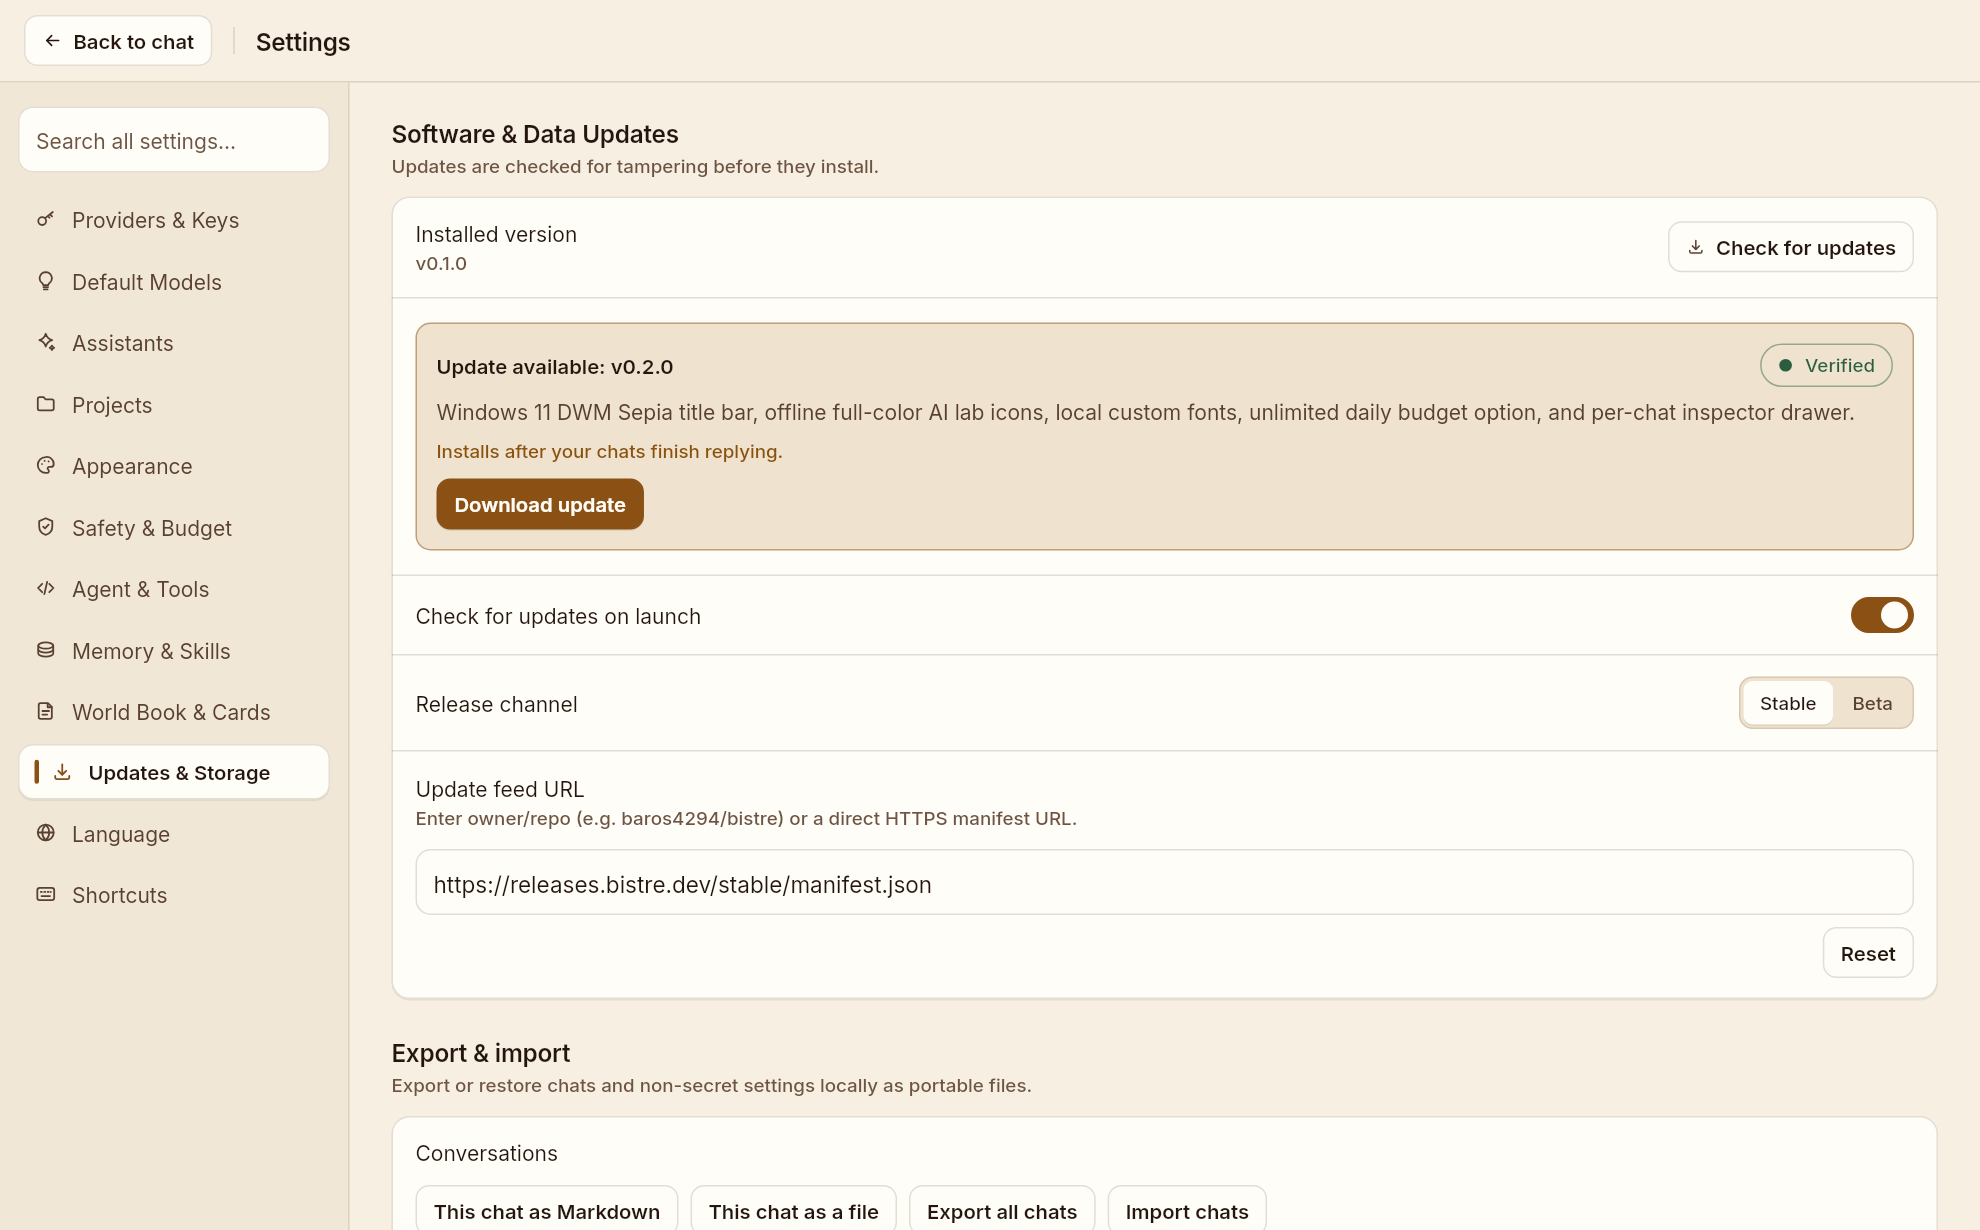 Back to chat
Settings
Search all settings...
Providers & Keys
Default Models
Assistants
Projects
Appearance
Safety & Budget
Agent & Tools
Memory & Skills
World Book & Cards
Updates & Storage
Language
Shortcuts
Software & Data Updates
Updates are checked for tampering before they install.
Installed version
v0.1.0
Check for updates
Update available: v0.2.0
Verified
Windows 11 DWM Sepia title bar, offline full-color AI lab icons, local custom fonts, unlimited daily budget option, and per-chat inspector drawer.
Installs after your chats finish replying.
Download update
Check for updates on launch
Release channel
Stable
Beta
Update feed URL
Enter owner/repo (e.g. baros4294/bistre) or a direct HTTPS manifest URL.
https://releases.bistre.dev/stable/manifest.json
Reset
Export & import
Export or restore chats and non-secret settings locally as portable files.
Conversations
This chat as Markdown
This chat as a file
Export all chats
Import chats